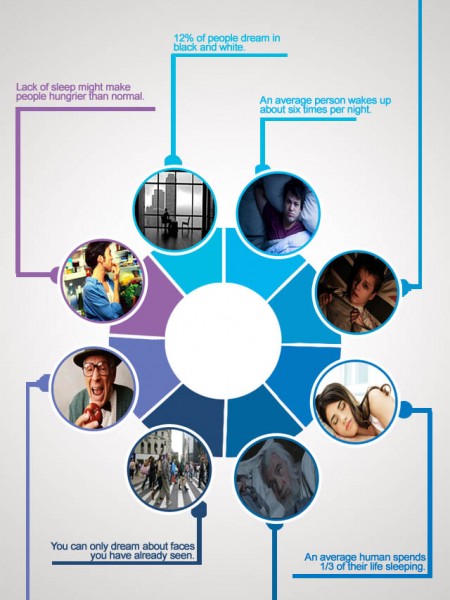 12% of people dream in
black and white.
Lack of sleep might make
people hungrier than normal.
An average person wakes up
about six times per night.
You can only dream about faces
you have already seen.
An average human spends
1/3 of their life sleeping.